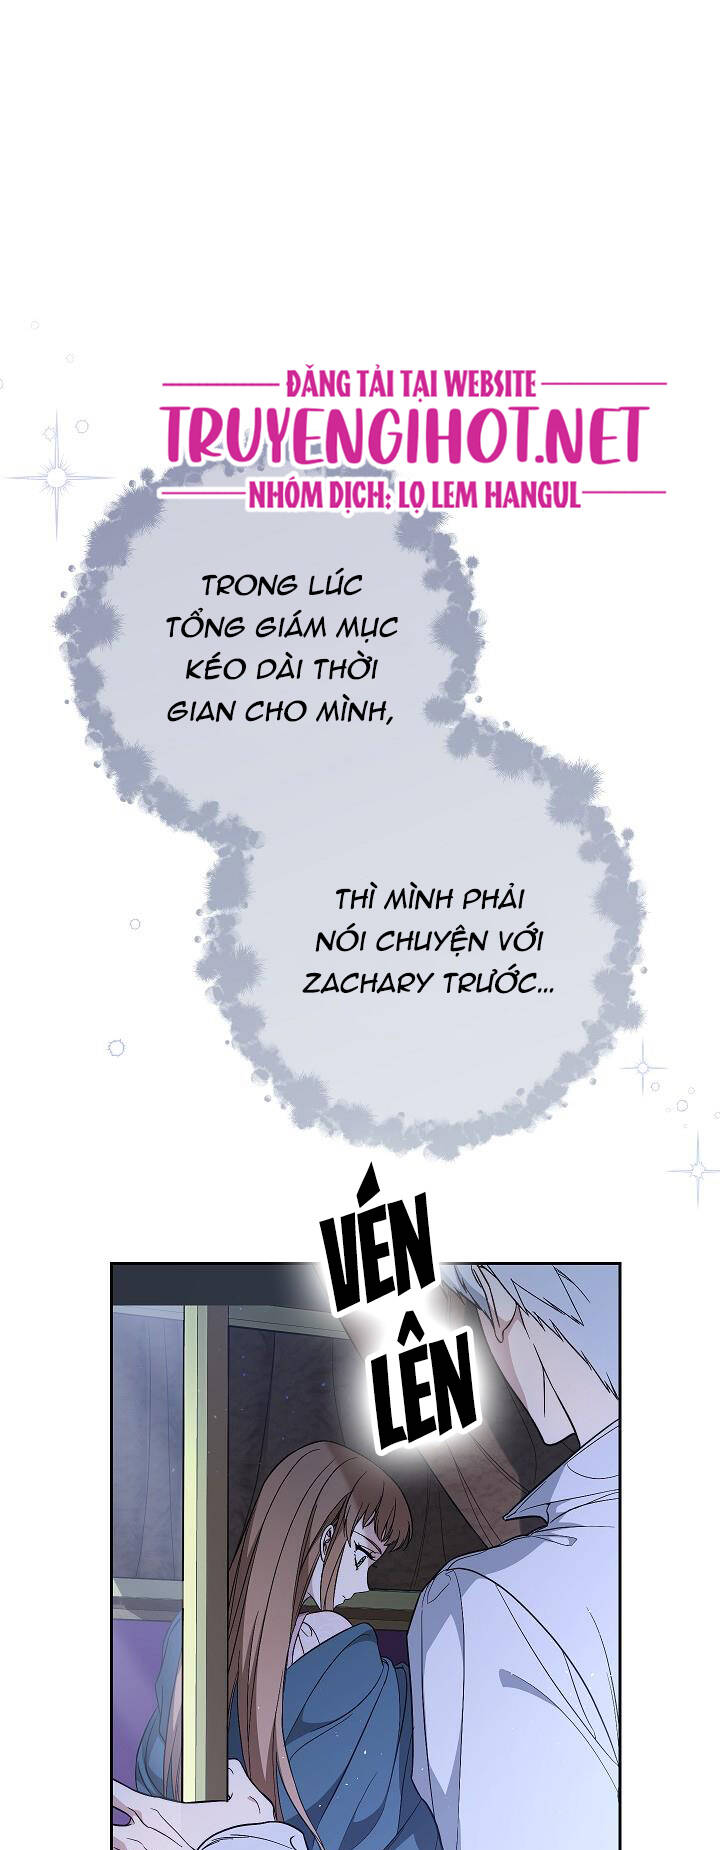 ĐĂNG TẢI TẠI WEBSITE
TRUYENGIHOT.NET
NHÓM DỊCH: LỌ LEM HANGUL
TRONG LÚC
TỔNG GIÁM MỤC
KÉO DÀI THỜI
GIAN CHO MÌNH,
THÌ MÌNH PHẢI
NÓI CHUYỆN VỚI
ZACHARY TRƯỚC...
VÉN
LÊN